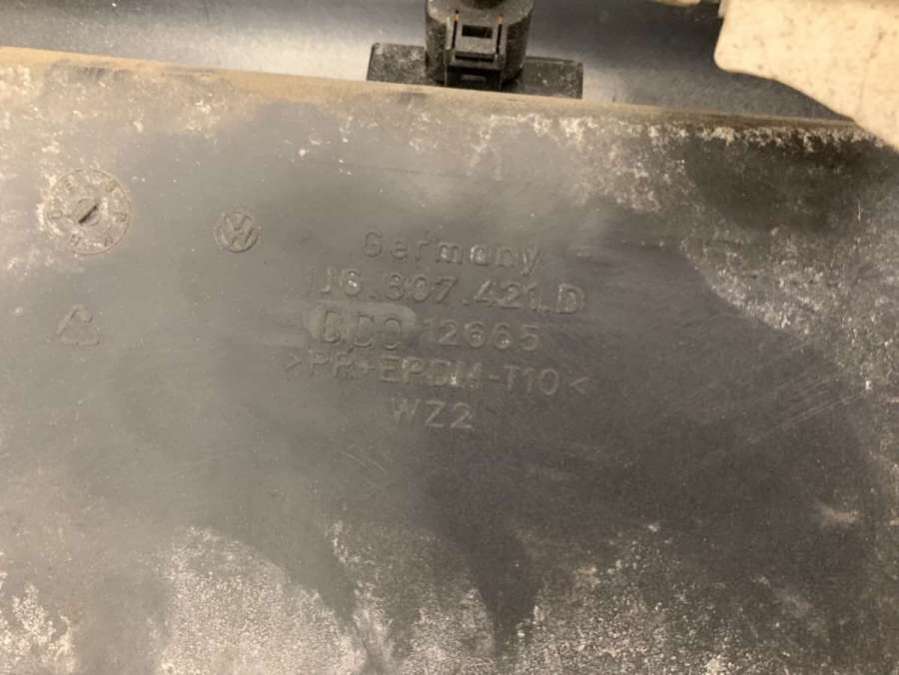 Germany
1J6.807.421.D
12665
>PP+EPDM-T10<
WZ2